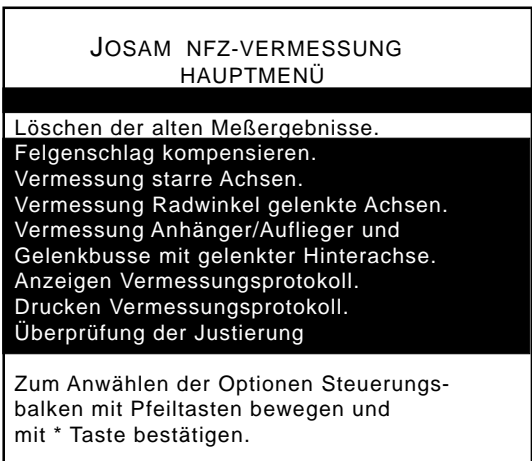 JOSAM NFZ-VERMESSUNG
HAUPTMENÜ
Löschen der alten Meßergebnisse.
Felgenschlag kompensieren.
Vermessung starre Achsen.
Vermessung Radwinkel gelenkte Achsen.
Vermessung Anhänger/Auflieger und
Gelenkbusse mit gelenkter Hinterachse.
Anzeigen Vermessungsprotokoll.
Drucken Vermessungsprotokoll.
Überprüfung der Justierung
Zum Anwählen der Optionen Steuerungs-
balken mit Pfeiltasten bewegen und
mit * Taste bestätigen.